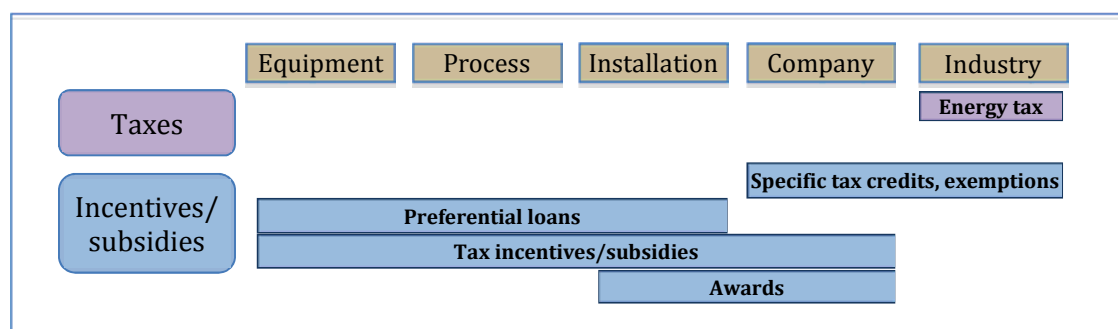 Equipment Process Installation Company Industry
Taxes
Energy tax
Incentives/
subsidies
Specific tax credits, exemptions
Preferential loans
Tax incentives/subsidies
Awards